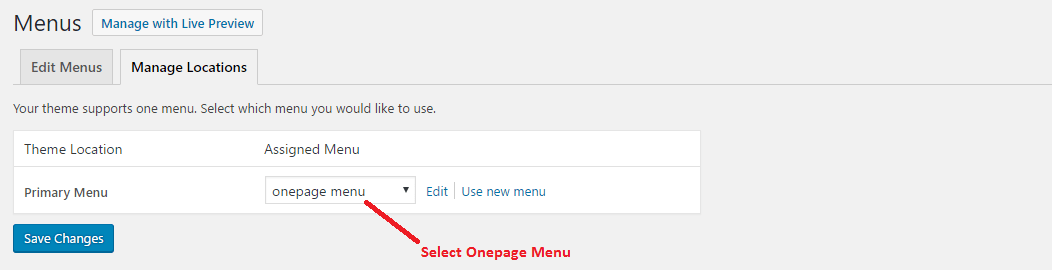 Menus Manage with Live Preview
Edit Menus Manage Locations
Your theme supports one menu. Select which menu you would like to use.
Theme Location Assigned Menu
Primary Menu onepage menu Edit Use new menu
Save Changes
Select Onepage Menu